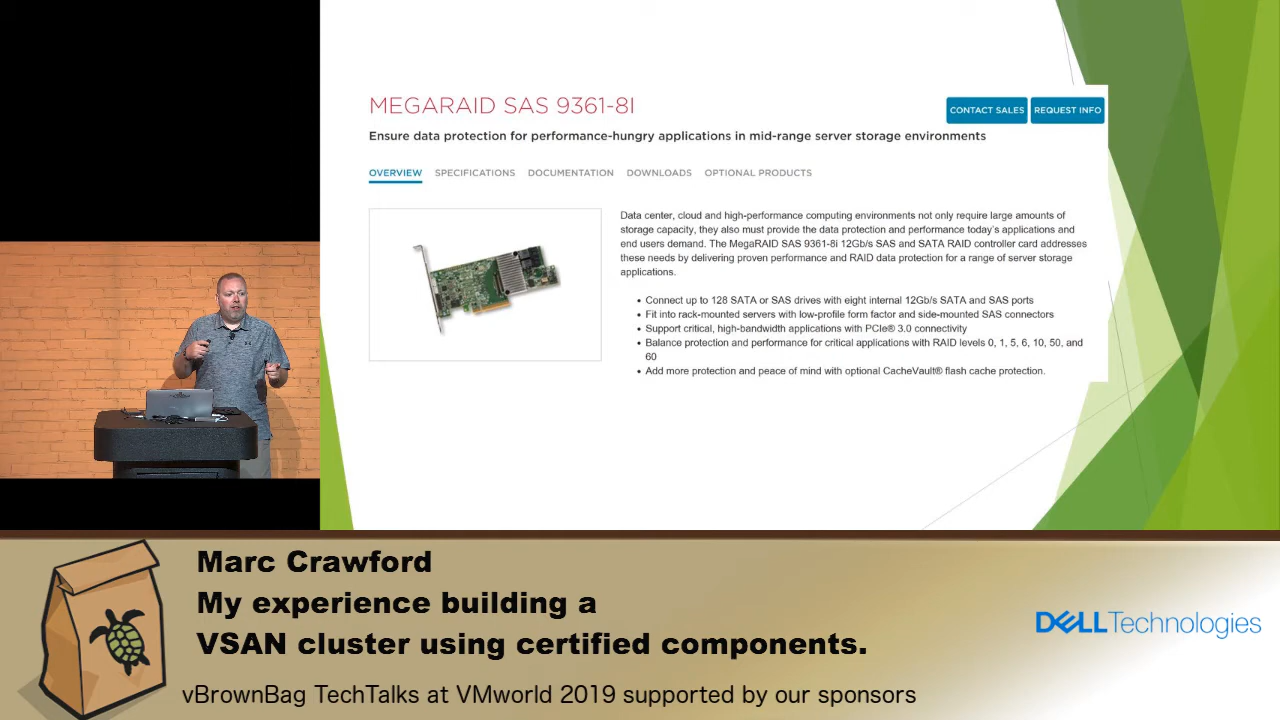 MEGARAID SAS 9361-8I
CONTACT SALES
REQUEST INFO
Ensure data protection for performance-hungry applications in mid-range server storage environments
OVERVIEW SPECIFICATIONS DOCUMENTATION DOWNLOADS OPTIONAL PRODUCTS
Data center, cloud and high-performance computing environments not only require large amounts of
storage capacity, they also must provide the data protection and performance today's applications and
end users demand. The MegaRAID SAS 9361-8i 12Gb/s SAS and SATA RAID controller card addresses
these needs by delivering proven performance and RAID data protection for a range of server storage
applications.
• Connect up to 128 SATA or SAS drives with eight internal 12Gb/s SATA and SAS ports
• Fit into rack-mounted servers with low-profile form factor and side-mounted SAS connectors
• Support critical, high-bandwidth applications with PCIe® 3.0 connectivity
• Balance protection and performance for critical applications with RAID levels 0, 1, 5, 6, 10, 50, and
60
• Add more protection and peace of mind with optional CacheVault® flash cache protection.
Marc Crawford
My experience building a
VSAN cluster using certified components.
DELL Technologies
vBrownBag TechTalks at VMworld 2019 supported by our sponsors